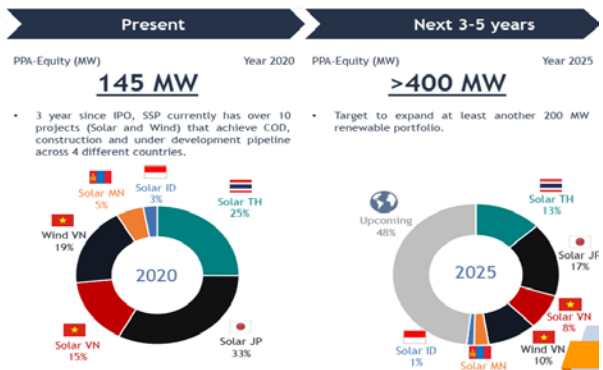 Present
Next 3-5 years
PPA-Equity (MW)
Year 2020
145 MW
• 3 year since IPO, SSP currently has over 10
projects (Solar and Wind) that achieve COD,
construction and under development pipeline
across 4 different countries.
PPA-Equity (MW)
Year 2025
>400 MW
• Target to expand at least another 200 MW
renewable portfolio.
Solar ID
3%
Solar MN
5%
Solar TH
25%
Wind VN
19%
2020
Solar VN
15%
Solar JP
33%
Upcoming
48%
Solar TH
13%
Solar JP
17%
2025
Solar VN
8%
Wind VN
10%
Solar ID
1%
Solar MN